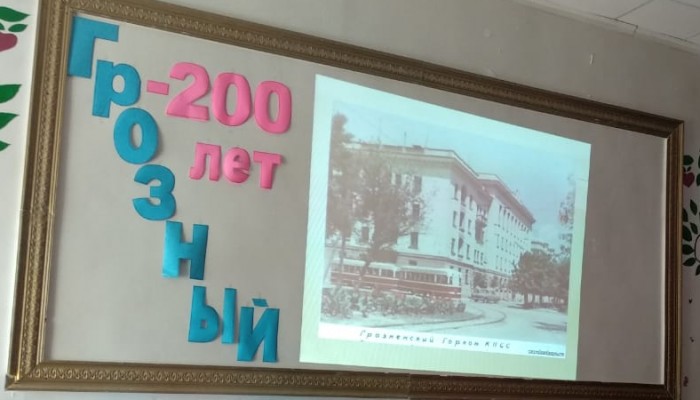 Грозный
-200
лет
Грозненский Горком КПСС